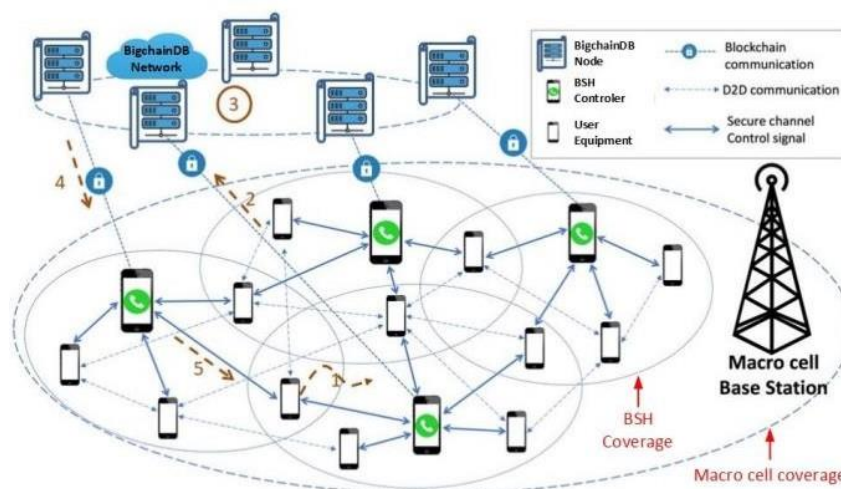 BigchainDB
Network
BigchainDB
Node
BSH
Controler
User
Equipment
Blockchain
communication
D2D communication
Secure channel
Control signal
3
4
2
5
1
Macro cell
Base Station
BSH
Coverage
Macro cell coverage